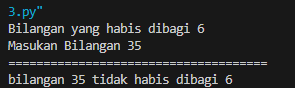 3.py"
Bilangan yang habis dibagi 6
Masukan Bilangan 35
=====================================
bilangan 35 tidak habis dibagi 6